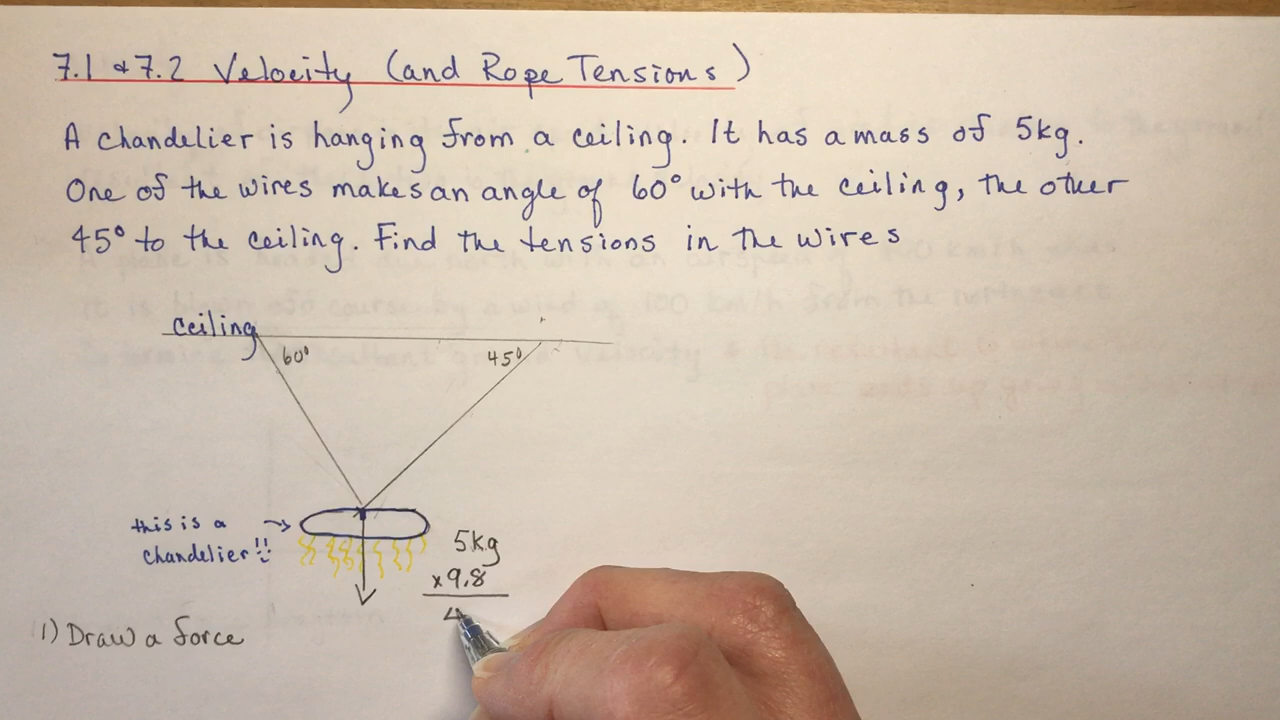 7.1 & 7.2 Velocity (and Rope Tensions)
A chandelier is hanging from a ceiling. It has a mass of 5kg.
One of the wires makes an angle of 60° with the ceiling, the other
45° to the ceiling. Find the tensions in the wires
ceiling
60° 45°
this is a
chandelier!!
5kg
x9.8
4
1) Draw a force